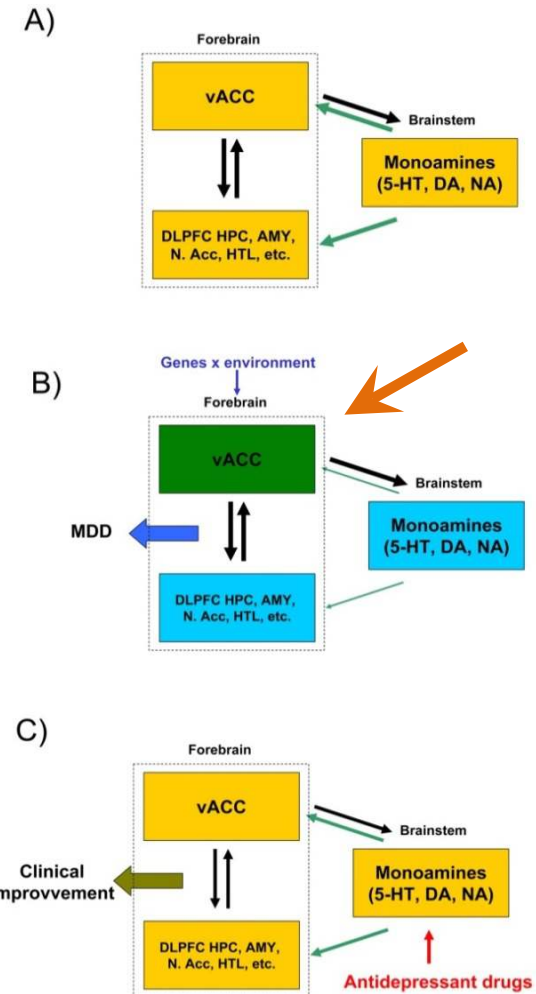 A)
Forebrain
vACC
Brainstem
Monoamines
(5-HT, DA, NA)
DLPFC HPC, AMY,
N. Acc, HTL, etc.
B)
Genes x environment
Forebrain
vACC
Brainstem
MDD
Monoamines
(5-HT, DA, NA)
DLPFC HPC, AMY,
N. Acc, HTL, etc.
C)
Forebrain
vACC
Brainstem
Clinical
mprovvement
Monoamines
(5-HT, DA, NA)
DLPFC HPC, AMY,
N. Acc, HTL, etc.
Antidepressant drugs